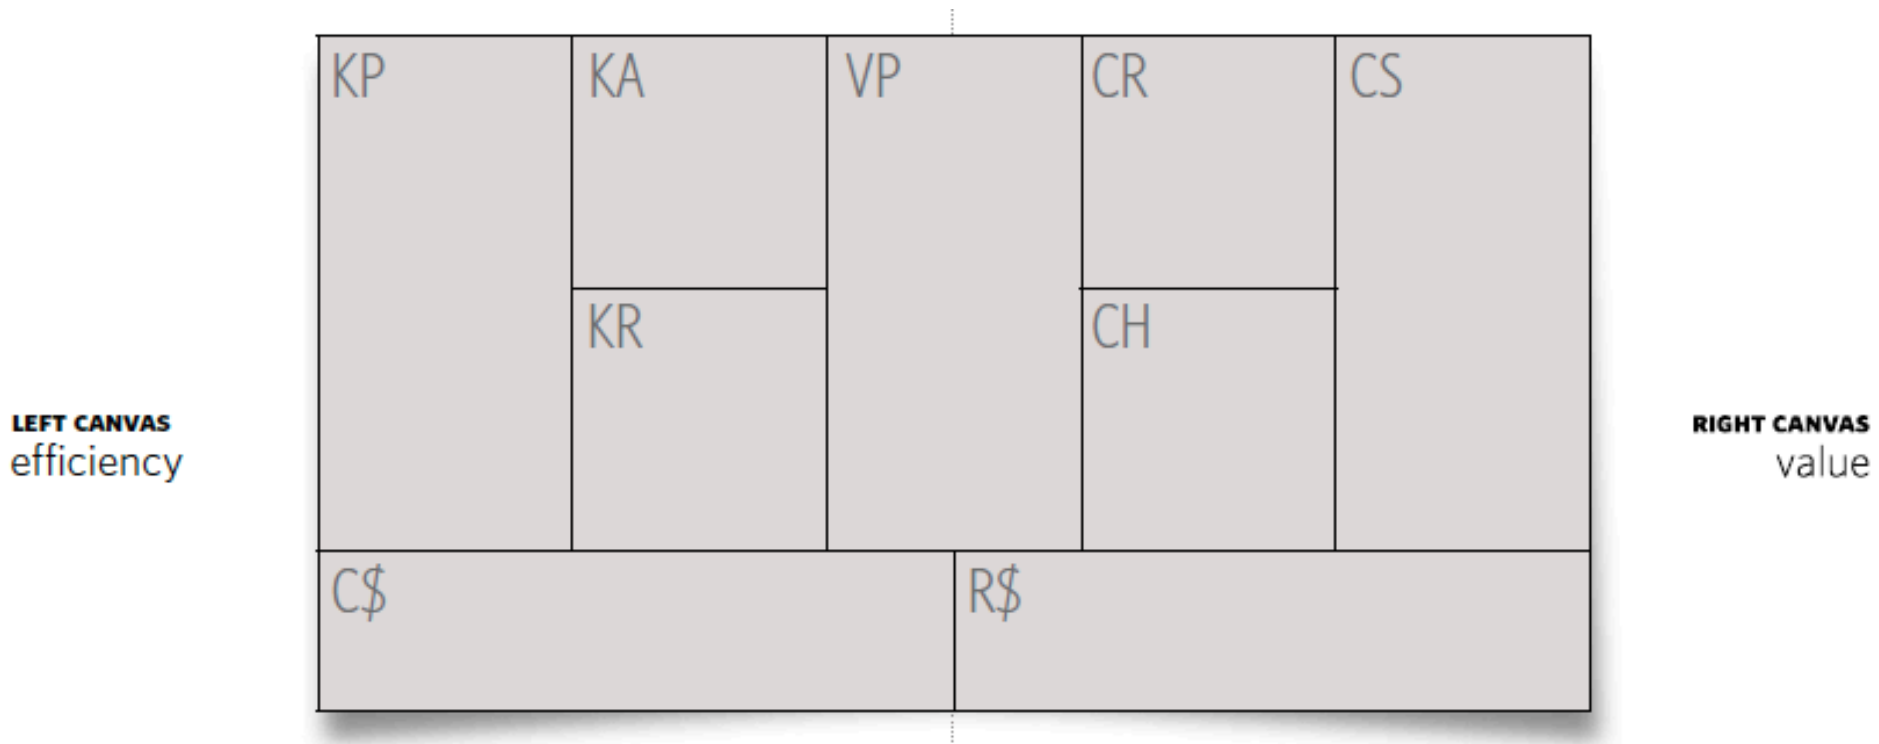 KP
KA
VP
CR
CS
KR
CH
LEFT CANVAS
efficiency
RIGHT CANVAS
value
C$
R$